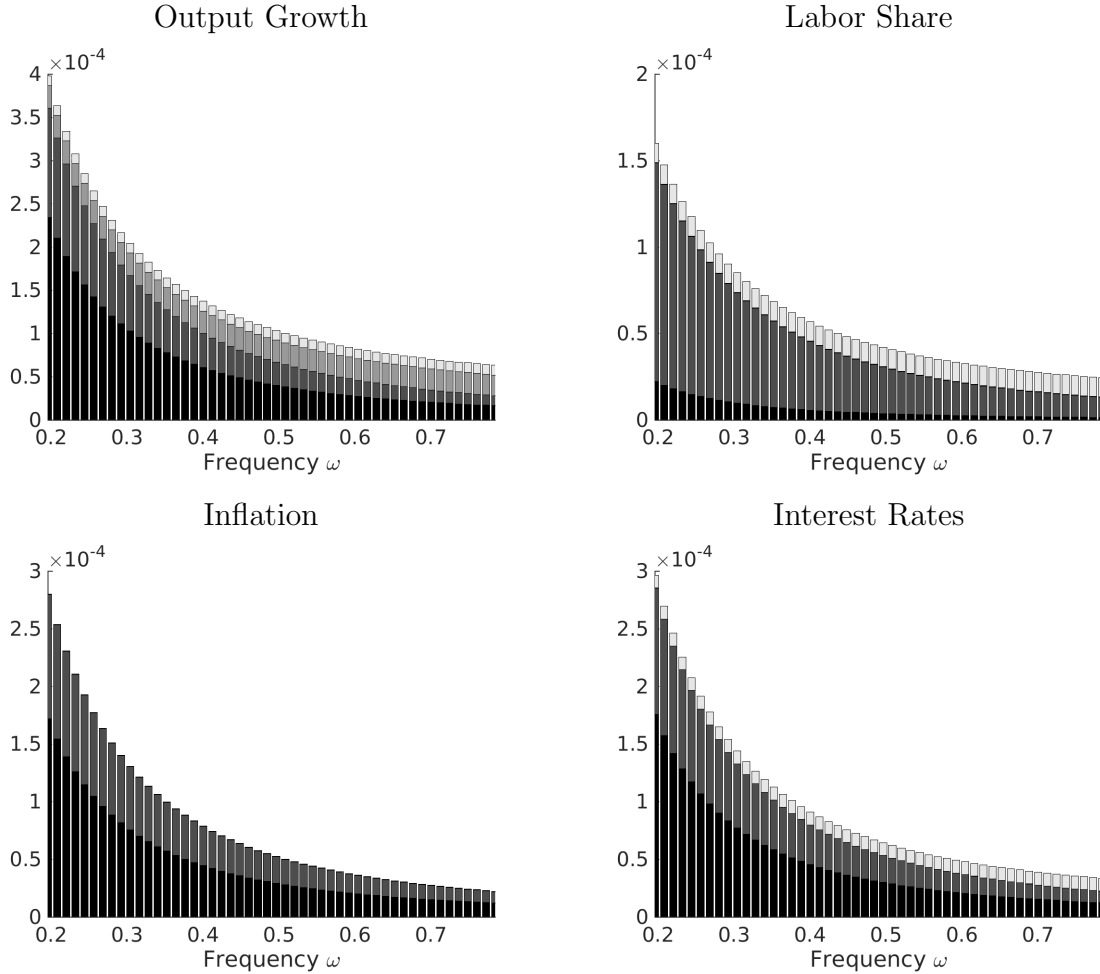 Output Growth
×10-4
4
3.5
3
2.5
2
1.5
1
0.5
0
0.2 0.3 0.4 0.5 0.6 0.7
Frequency ω
Labor Share
×10-4
2
1.5
1
0.5
0
0.2 0.3 0.4 0.5 0.6 0.7
Frequency ω
Inflation
×10-4
3
2.5
2
1.5
1
0.5
0
0.2 0.3 0.4 0.5 0.6 0.7
Frequency ω
Interest Rates
×10-4
3
2.5
2
1.5
1
0.5
0
0.2 0.3 0.4 0.5 0.6 0.7
Frequency ω